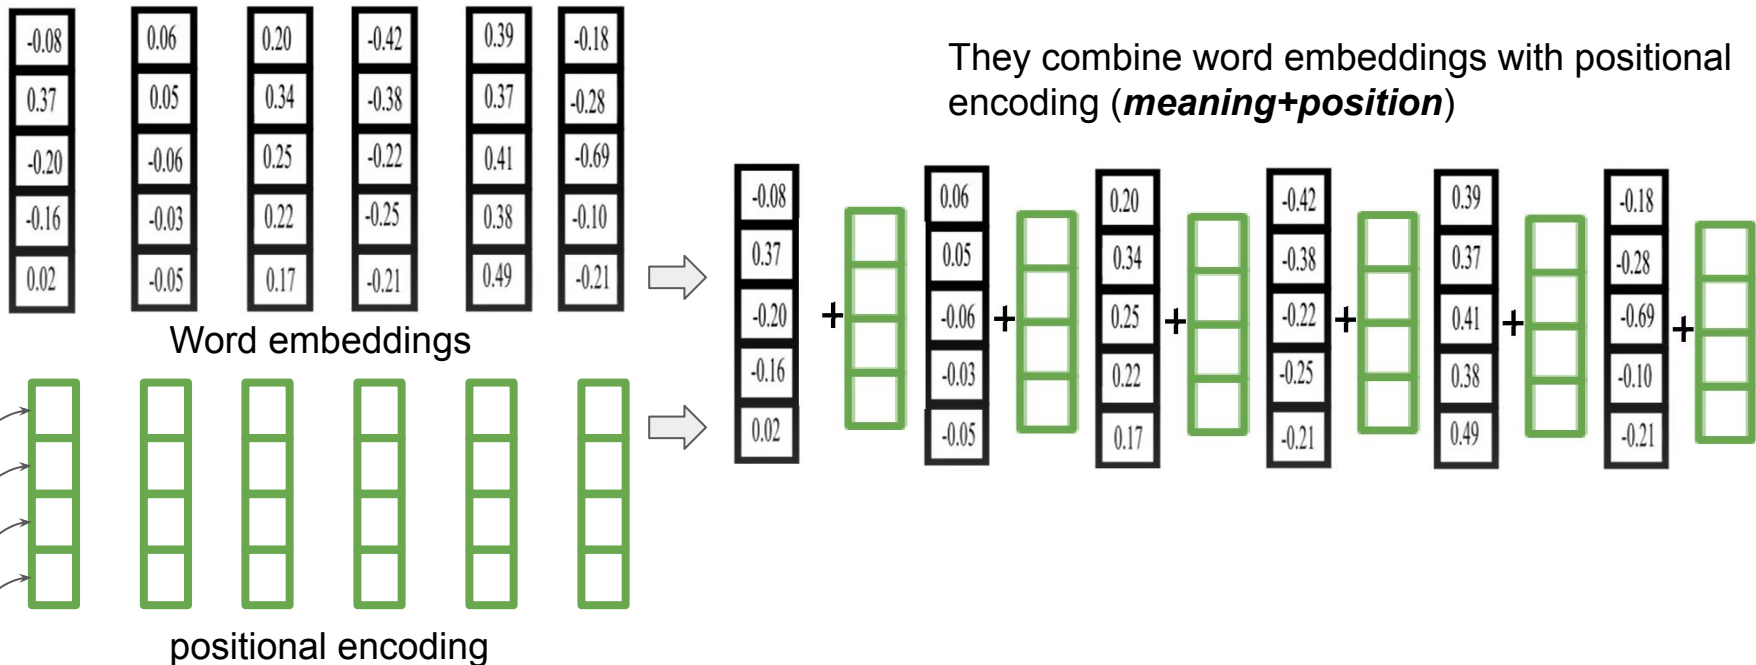 -0.08 0.06 0.20 -0.42 0.39 -0.18
0.37 0.05 0.34 -0.38 0.37 -0.28
-0.20 -0.06 0.25 -0.22 0.41 -0.69
-0.16 -0.03 0.22 -0.25 0.38 -0.10
0.02 -0.05 0.17 -0.21 0.49 -0.21
Word embeddings
positional encoding
They combine word embeddings with positional
encoding (meaning+position)
-0.08 0.06 0.20 -0.42 0.39 -0.18
0.37 0.05 0.34 -0.38 0.37 -0.28
-0.20 + -0.06 + 0.25 + -0.22 + 0.41 + -0.69 +
-0.16 -0.03 0.22 -0.25 0.38 -0.10
0.02 -0.05 0.17 -0.21 0.49 -0.21